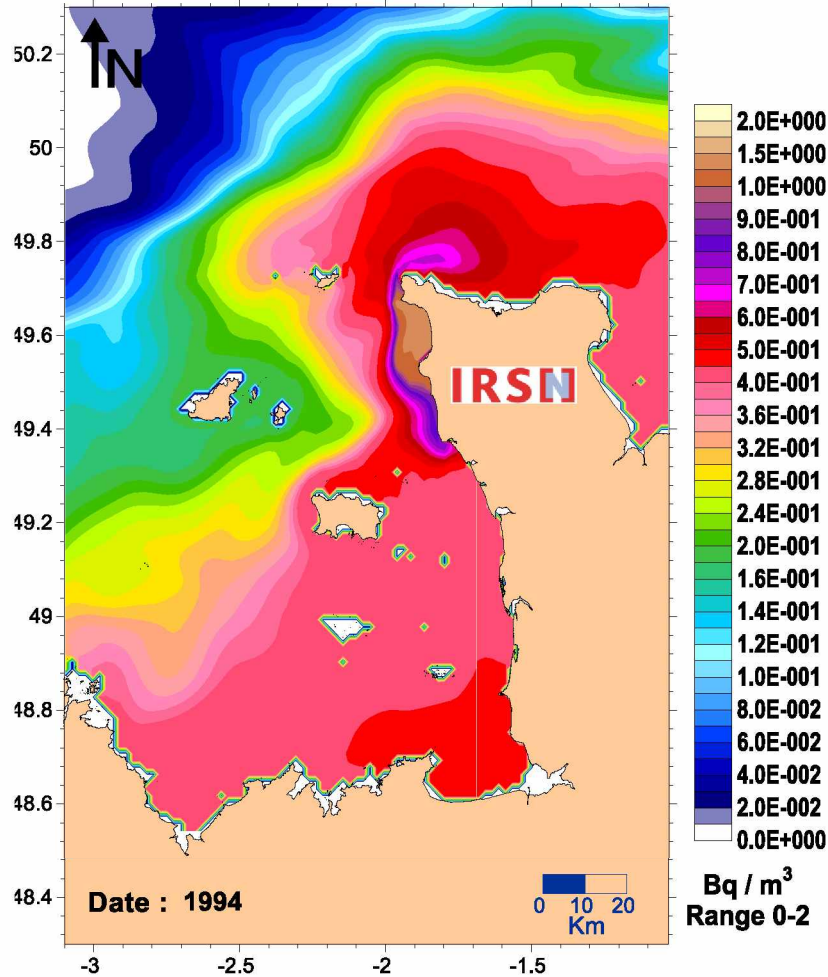 N
50.2
50
49.8
49.6
49.4
49.2
49
48.8
48.6
48.4
-3
-2.5
-2
-1.5
IRSN
Date : 1994
0 10 20
Km
2.0E+000
1.5E+000
1.0E+000
9.0E-001
8.0E-001
7.0E-001
6.0E-001
5.0E-001
4.0E-001
3.6E-001
3.2E-001
2.8E-001
2.4E-001
2.0E-001
1.6E-001
1.4E-001
1.2E-001
1.0E-001
8.0E-002
6.0E-002
4.0E-002
2.0E-002
0.0E+000
Bq / m³
Range 0-2